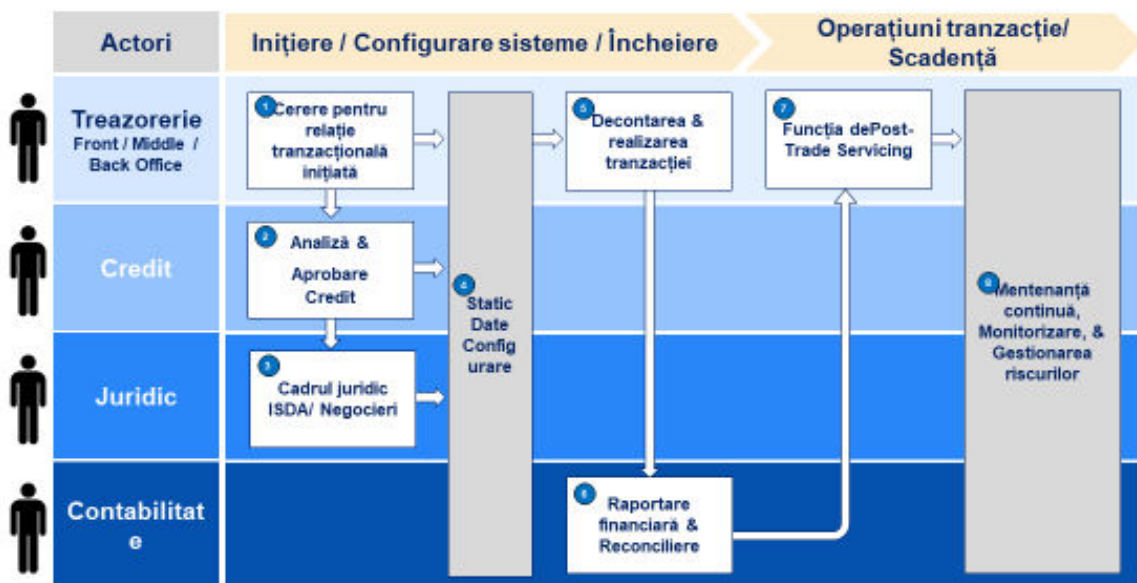 Actori
Inițiere / Configurare sisteme / Încheiere
Operațiuni tranzacție/
Scadență
Treazorerie
Front / Middle /
Back Office
1
Cerere pentru
relație
tranzacțională
inițiată
5
Decontarea &
realizarea
tranzacției
7
Funcția dePost-
Trade Servicing
Credit
2
Analiză &
Aprobare
Credit
4
Static
Date
Config
urare
8
Mentenanță
continuă,
Monitorizare, &
Gestionarea
riscurilor
Juridic
3
Cadrul juridic
ISDA/ Negocieri
Contabilitat
e
6
Raportare
financiară &
Reconciliere